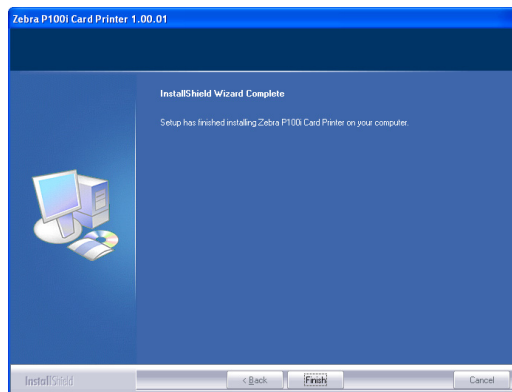 Zebra P100i Card Printer 1.00.01
InstallShield Wizard Complete
Setup has finished installing Zebra P100i Card Printer on your computer.
InstallShield
< Back
Finish
Cancel